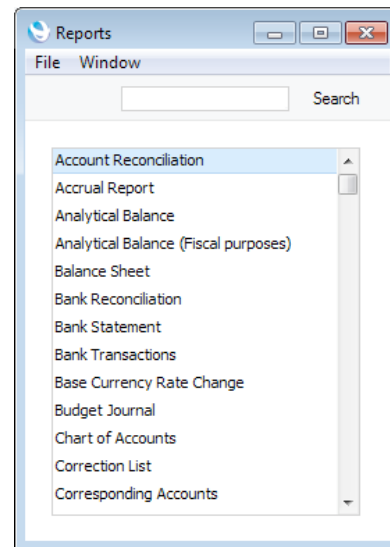 Reports
File Window
Search
Account Reconciliation
Accrual Report
Analytical Balance
Analytical Balance (Fiscal purposes)
Balance Sheet
Bank Reconciliation
Bank Statement
Bank Transactions
Base Currency Rate Change
Budget Journal
Chart of Accounts
Correction List
Corresponding Accounts